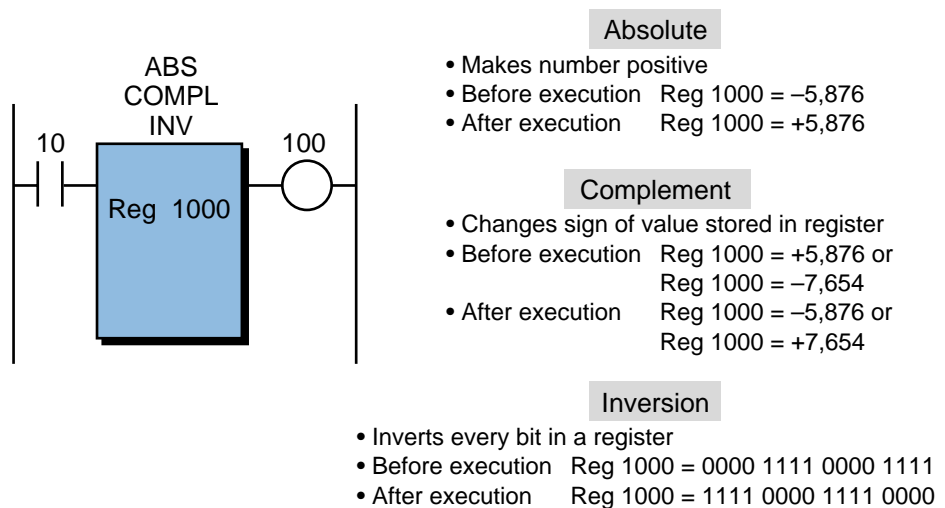 ABS
COMPL
INV
10
100
Reg 1000
Absolute
• Makes number positive
• Before execution Reg 1000 = –5,876
• After execution Reg 1000 = +5,876
Complement
• Changes sign of value stored in register
• Before execution Reg 1000 = +5,876 or
Reg 1000 = –7,654
• After execution Reg 1000 = –5,876 or
Reg 1000 = +7,654
Inversion
• Inverts every bit in a register
• Before execution Reg 1000 = 0000 1111 0000 1111
• After execution Reg 1000 = 1111 0000 1111 0000